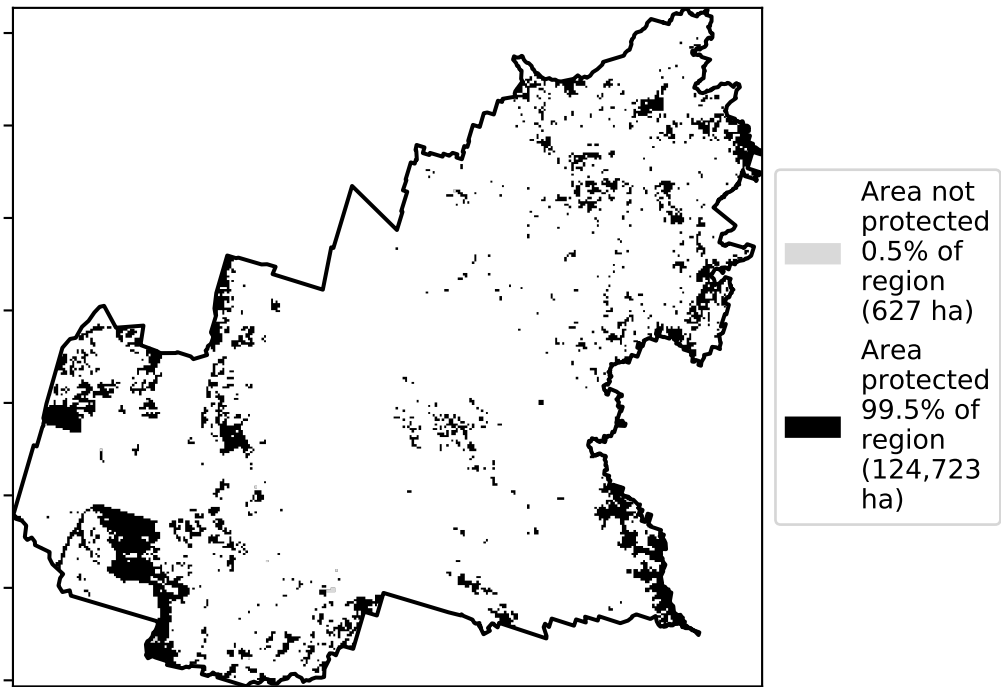 Area not
protected
0.5% of
region
(627 ha)
Area
protected
99.5% of
region
(124,723
ha)